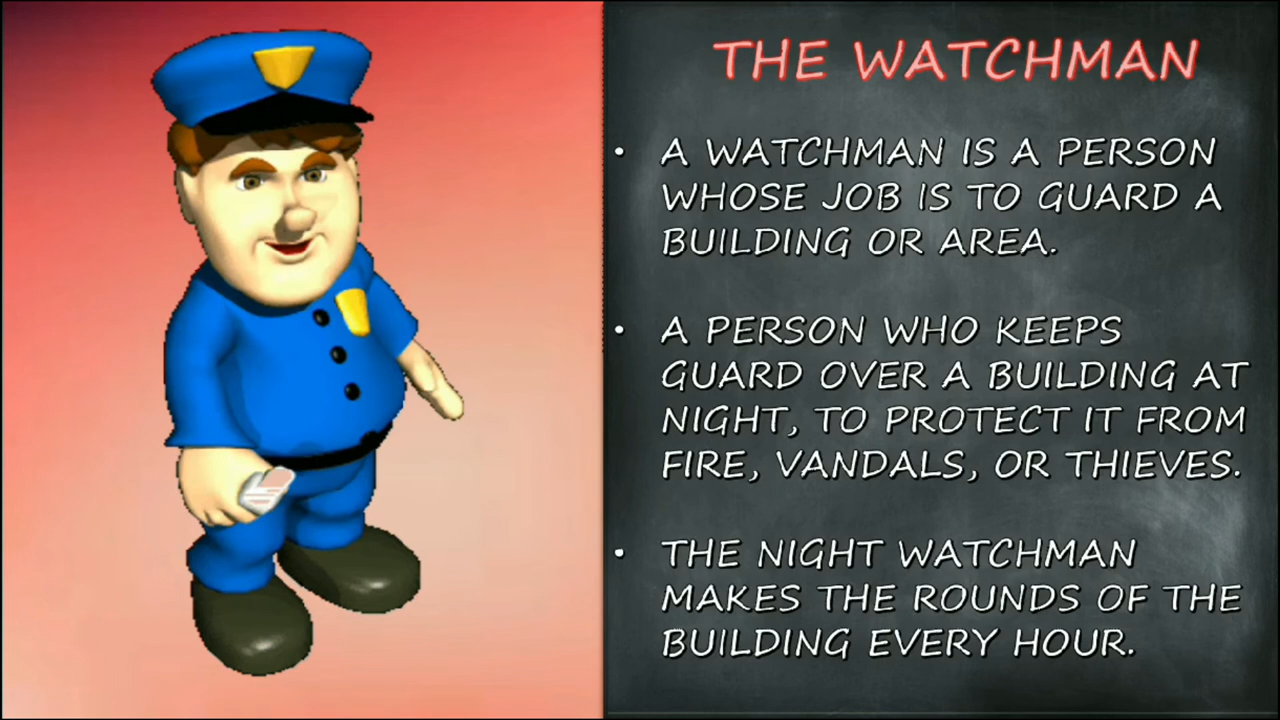 THE WATCHMAN
• A WATCHMAN IS A PERSON
WHOSE JOB IS TO GUARD A
BUILDING OR AREA.
• A PERSON WHO KEEPS
GUARD OVER A BUILDING AT
NIGHT, TO PROTECT IT FROM
FIRE, VANDALS, OR THIEVES.
• THE NIGHT WATCHMAN
MAKES THE ROUNDS OF THE
BUILDING EVERY HOUR.